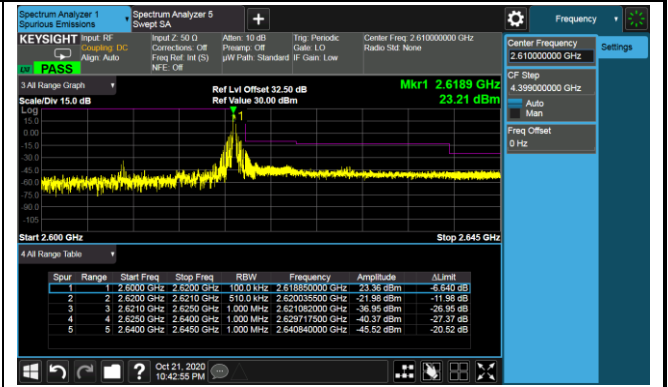 Spectrum Analyzer 1
Spurious Emissions
Spectrum Analyzer 5
Swept SA
Frequency
KEYSIGHT
Input: RF
Coupling: DC
Align: Auto
Input Z: 50 Ω
Corrections: Off
Freq Ref: Int (S)
NFE: Off
Atten: 10 dB
Preamp: Off
µW Path: Standard
Trig: Periodic
Gate: LO
IF Gain: Low
Center Freq: 2.610000000 GHz
Radio Std: None
PASS
Center Frequency
2.610000000 GHz
Settings
CF Step
4.399000000 GHz
Auto
Man
Freq Offset
0 Hz
3 All Range Graph
Scale/Div 15.0 dB
Ref Lvl Offset 32.50 dB
Ref Value 30.00 dBm
Mkr1 2.6189 GHz
23.21 dBm
Log
1
15.0
0.00
-15.0
-30.0
-45.0
-60.0
-75.0
-90.0
-105
Start 2.600 GHz
Stop 2.645 GHz
4 All Range Table
Spur Range Start Freq Stop Freq RBW Frequency Amplitude ΔLimit
1 1 2.6000 GHz 2.6200 GHz 100.0 kHz 2.618850000 GHz 23.36 dBm -6.640 dB
2 2 2.6200 GHz 2.6210 GHz 510.0 kHz 2.620035500 GHz -21.98 dBm -11.98 dB
3 3 2.6210 GHz 2.6250 GHz 1.000 MHz 2.621082000 GHz -36.95 dBm -26.95 dB
4 4 2.6250 GHz 2.6400 GHz 1.000 MHz 2.629717500 GHz -40.37 dBm -27.37 dB
5 5 2.6400 GHz 2.6450 GHz 1.000 MHz 2.640840000 GHz -45.52 dBm -20.52 dB
Oct 21, 2020
10:42:55 PM